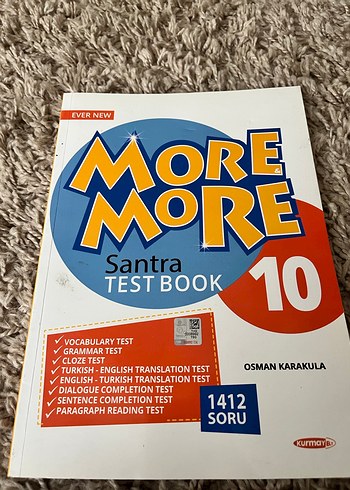 EVER NEW
MORE
&
MORE
Santra
TEST BOOK
10
VOCABULARY TEST
GRAMMAR TEST
CLOZE TEST
TURKISH - ENGLISH TRANSLATION TEST
ENGLISH - TURKISH TRANSLATION TEST
DIALOGUE COMPLETION TEST
SENTENCE COMPLETION TEST
PARAGRAPH READING TEST
OSMAN KARAKULA
1412
SORU